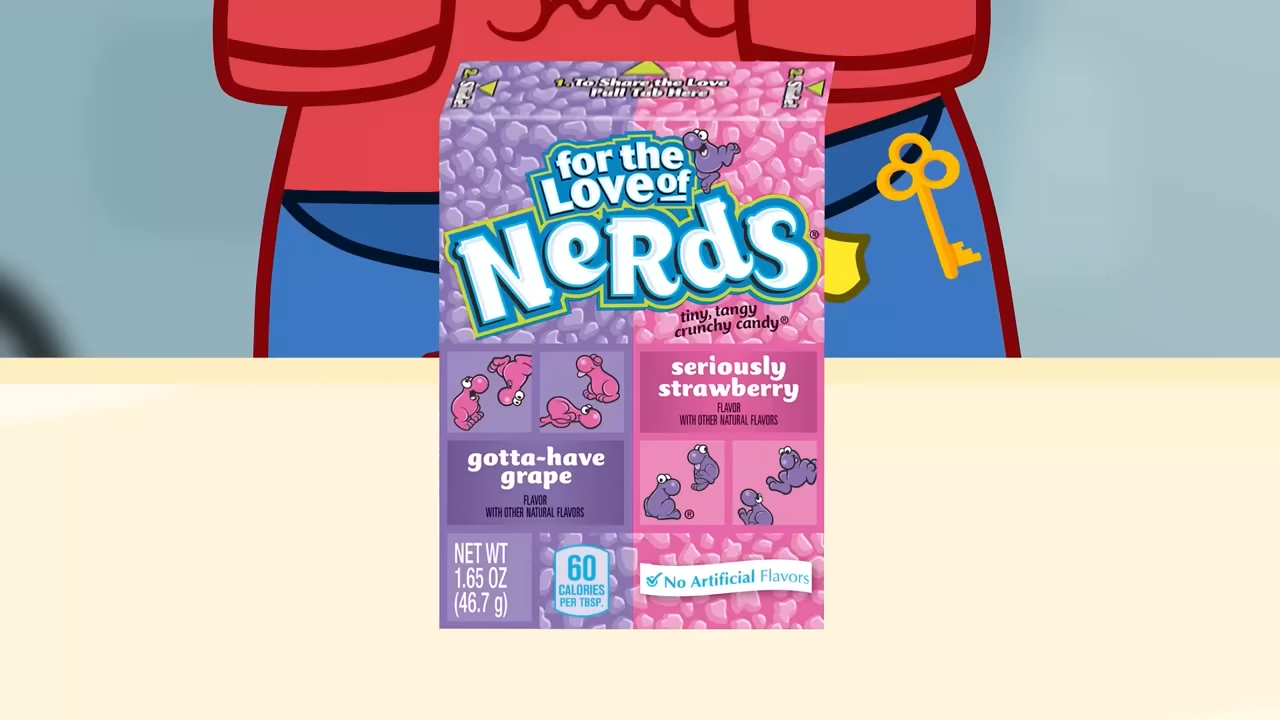 1. To Share the Love
Pull Tab Here
for the
Love of
NeRdS®
tiny, tangy
crunchy candy®
seriously
strawberry
FLAVOR
WITH OTHER NATURAL FLAVORS
gotta-have
grape
FLAVOR
WITH OTHER NATURAL FLAVORS
®
NET WT
1.65 OZ
(46.7 g)
60
CALORIES
PER TBSP.
No Artificial Flavors